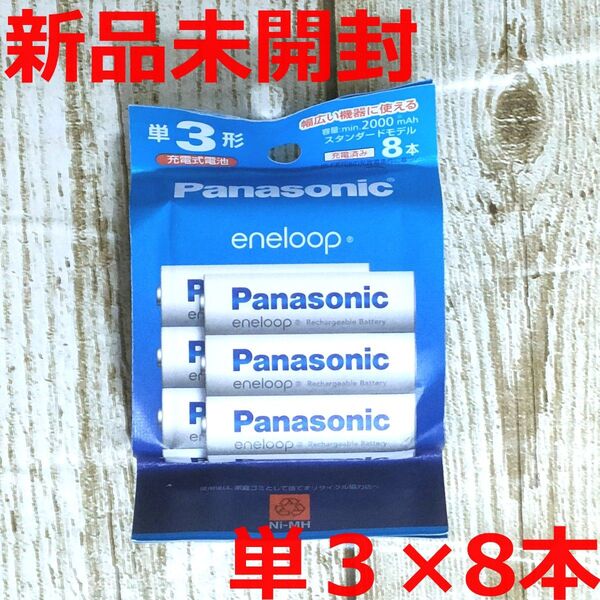 新品未開封
単3形
充電式電池
幅広い機器に使える
容量:min.2000mAh
スタンダードモデル
充電済み 8本
Panasonic
eneloop®
Panasonic
eneloop® Rechargeable Battery
Panasonic
eneloop® Rechargeable Battery
Panasonic
eneloop® Rechargeable Battery
Ni-MH
単3×8本